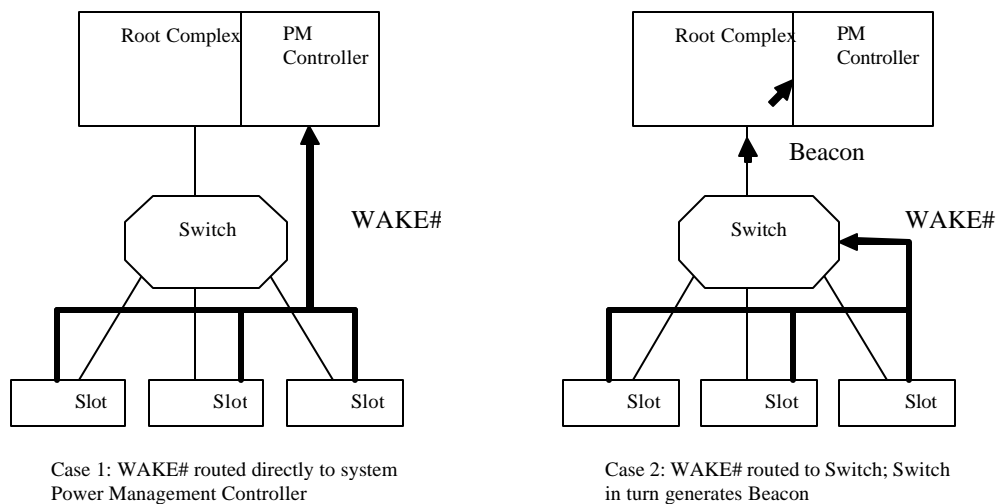 Root Complex
PM
Controller
WAKE#
Switch
Slot
Slot
Slot
Case 1: WAKE# routed directly to system
Power Management Controller
Root Complex
PM
Controller
Beacon
WAKE#
Switch
Slot
Slot
Slot
Case 2: WAKE# routed to Switch; Switch
in turn generates Beacon